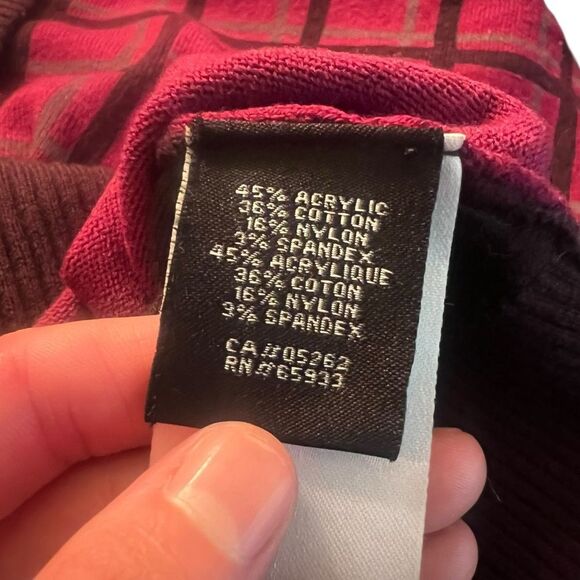 45% ACRYLIC
36% COTTON
16% NYLON
3% SPANDEX
45% ACRYLIQUE
36% COTON
16% NYLON
3% SPANDEX
CA#05262
RN#65933